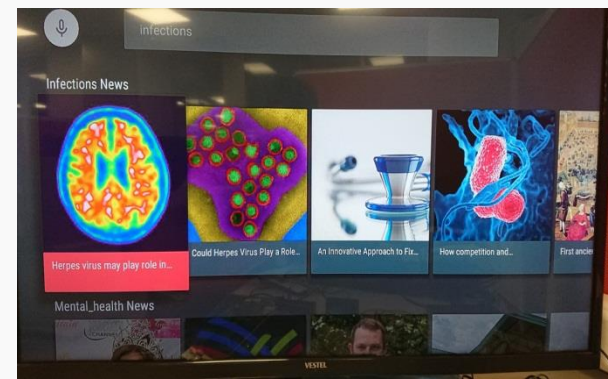 infections
Infections News
Herpes virus may play role in...
Could Herpes Virus Play a Role...
An Innovative Approach to Fix...
How competition and...
First ancie
Mental_health News
VESTEL